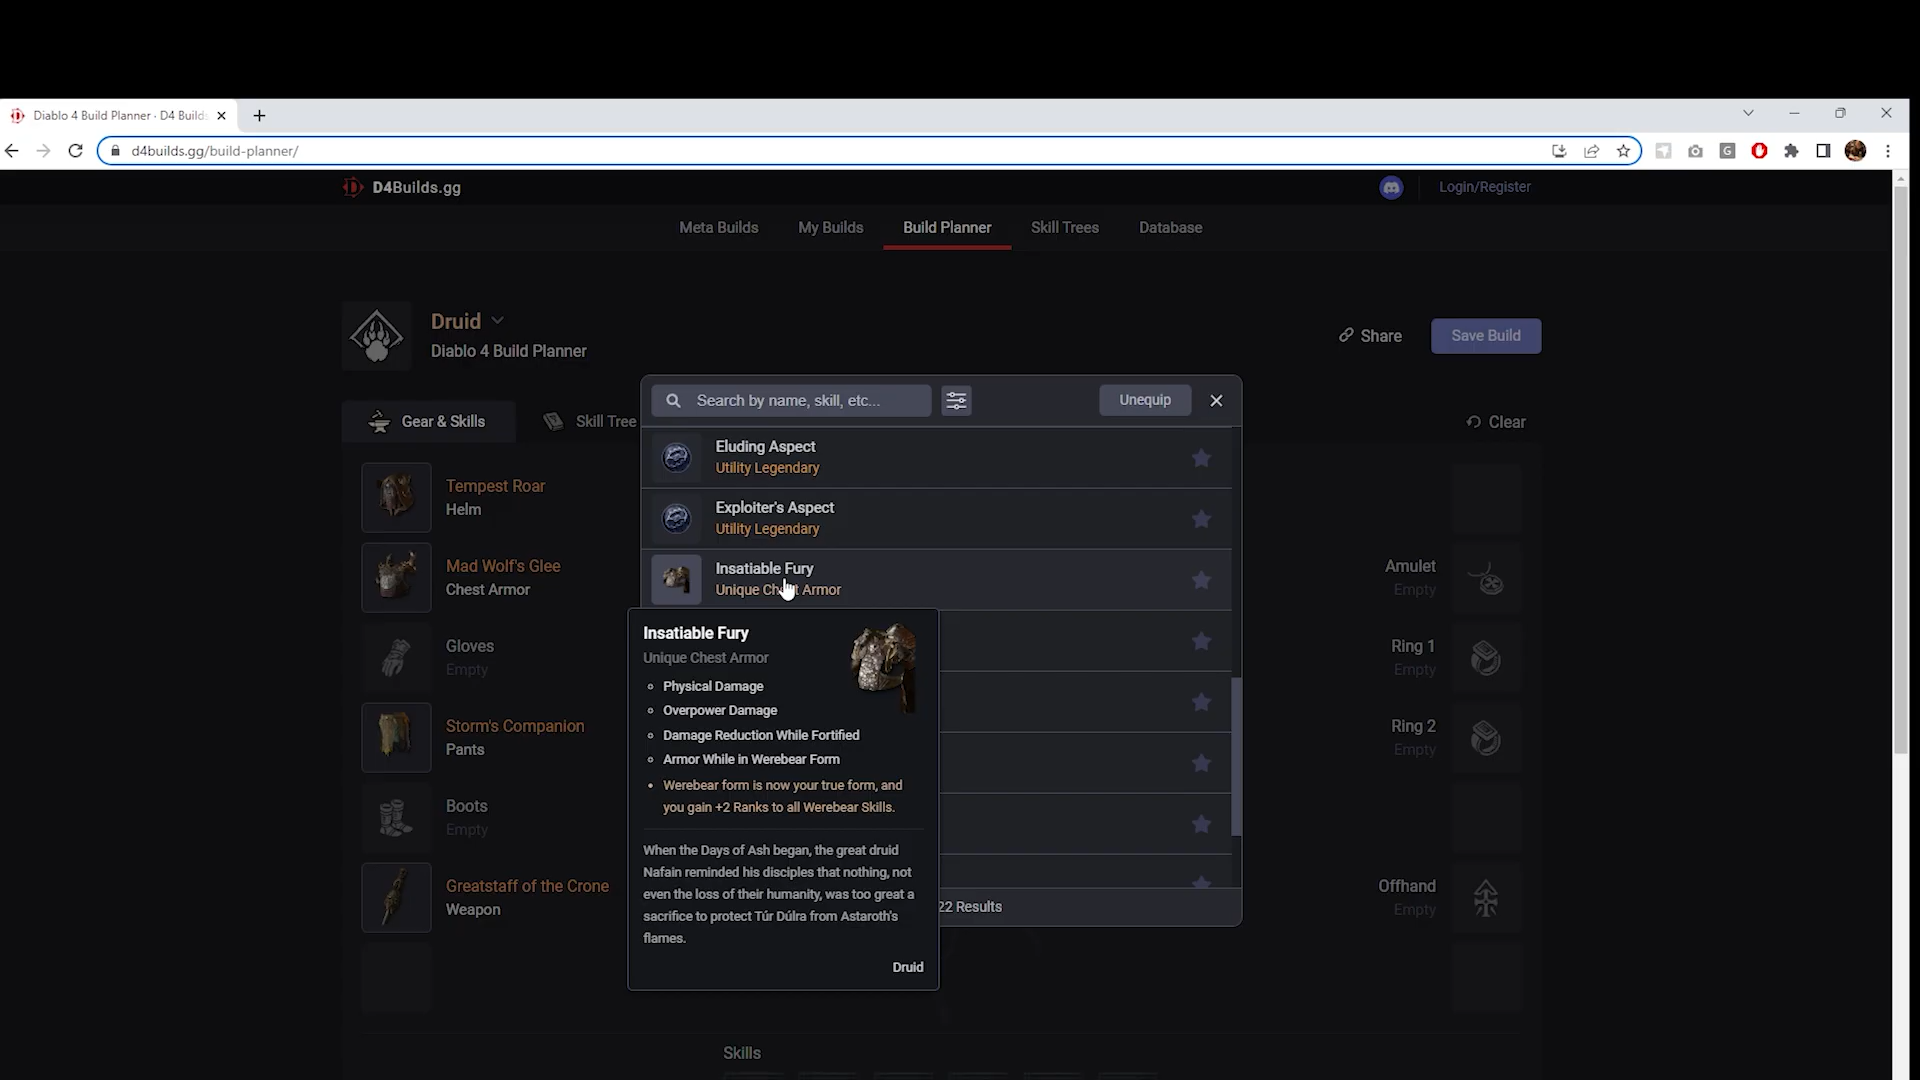 Diablo 4 Build Planner · D4 Builds
d4builds.gg/build-planner/
D4Builds.gg
Login/Register
Meta Builds
My Builds
Build Planner
Skill Trees
Database
Druid
Diablo 4 Build Planner
Share
Save Build
Search by name, skill, etc...
Unequip
Gear & Skills
Skill Tree
Clear
Eluding Aspect
Utility Legendary
Exploiter's Aspect
Utility Legendary
Insatiable Fury
Unique Chest Armor
Tempest Roar
Helm
Mad Wolf's Glee
Chest Armor
Gloves
Empty
Storm's Companion
Pants
Boots
Empty
Greatstaff of the Crone
Weapon
Insatiable Fury
Unique Chest Armor
Physical Damage
Overpower Damage
Damage Reduction While Fortified
Armor While in Werebear Form
Werebear form is now your true form, and
you gain +2 Ranks to all Werebear Skills.
When the Days of Ash began, the great druid
Nafain reminded his disciples that nothing, not
even the loss of their humanity, was too great a
sacrifice to protect Túr Dúlra from Astaroth's
flames.
Druid
22 Results
Amulet
Empty
Ring 1
Empty
Ring 2
Empty
Offhand
Empty
Skills